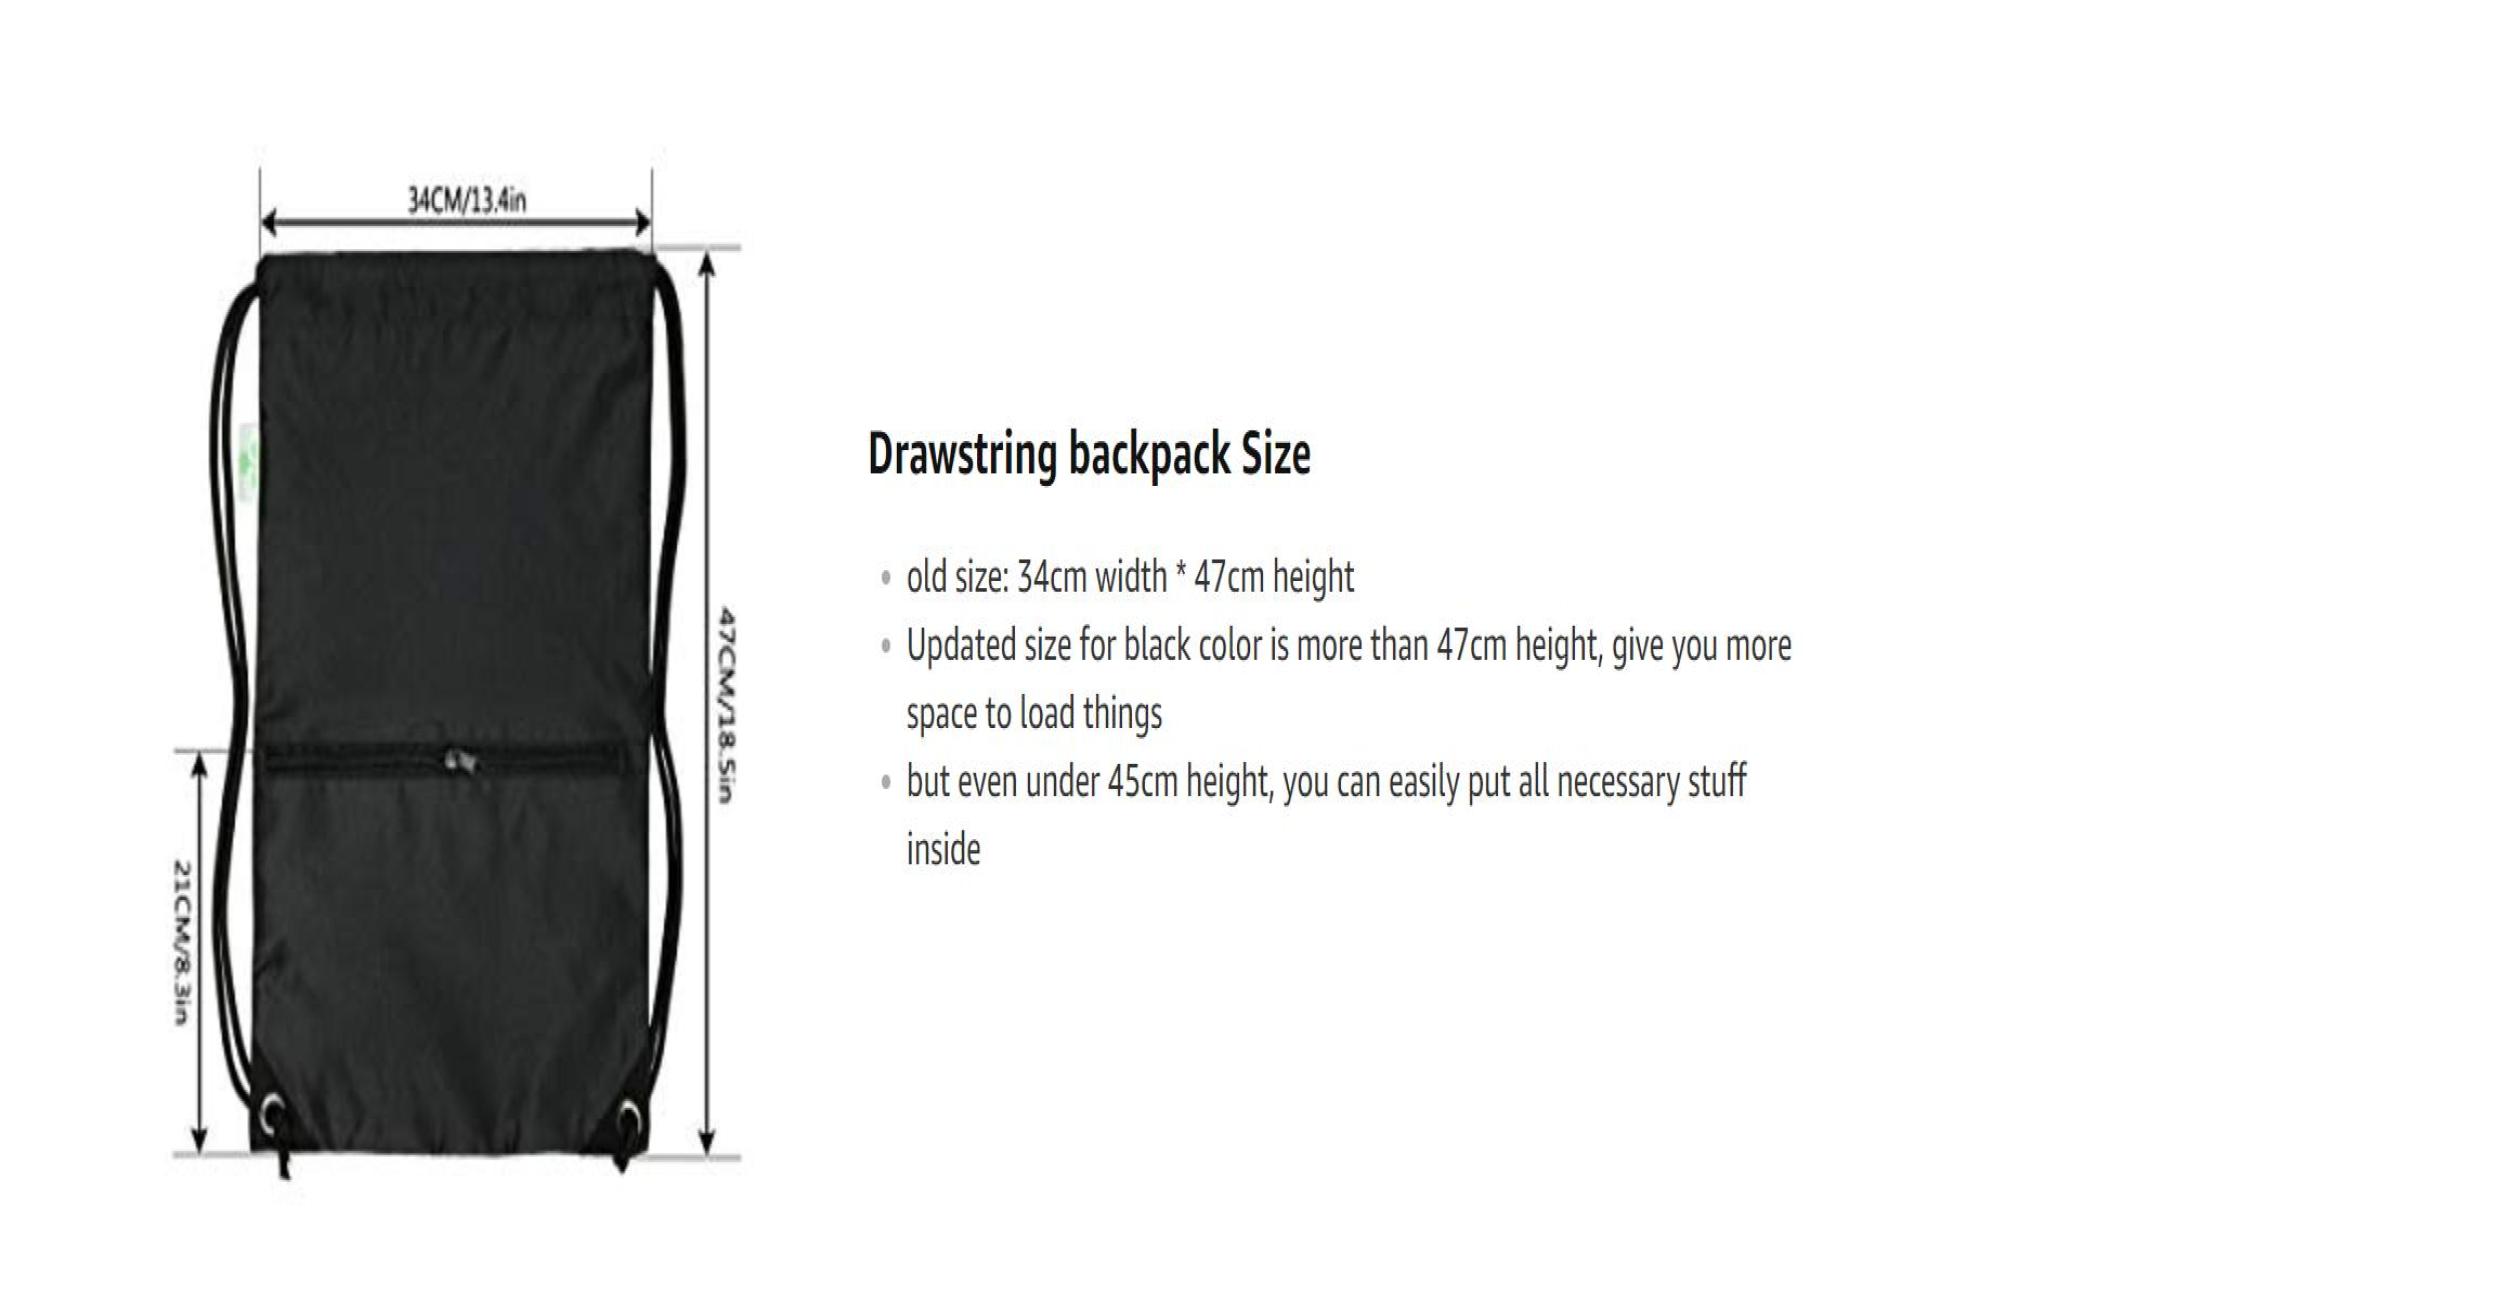 34CM/13.4in
47CM/18.5in
21CM/8.3in
Drawstring backpack Size
old size: 34cm width * 47cm height
Updated size for black color is more than 47cm height, give you more
space to load things
but even under 45cm height, you can easily put all necessary stuff
inside